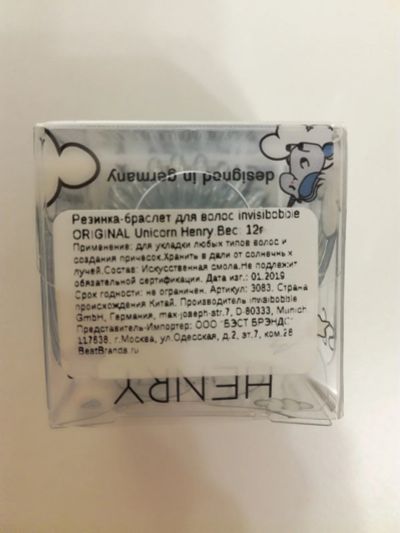 designed in germany
Резинка-браслет для волос invisibobble
ORIGINAL Unicorn Henry Вес: 12г
Применение: для укладки любых типов волос и
создания причесок.Хранить в дали от солнечных
лучей.Состав: Искусственная смола.Не подлежит
обязательной сертификации. Дата изг.: 01.2019
Срок годности: не ограничен. Артикул: 3083. Страна
происхождения Китай. Производитель invisibobble
GmbH, Германия, max-joseph-str.7, D-80333, Munich
Представитель-Импортер: ООО "БЭСТ БРЭНДС"
117638, г.Москва, ул.Одесская, д.2, эт.7, ком.28
BestBrands.ru
HENRY